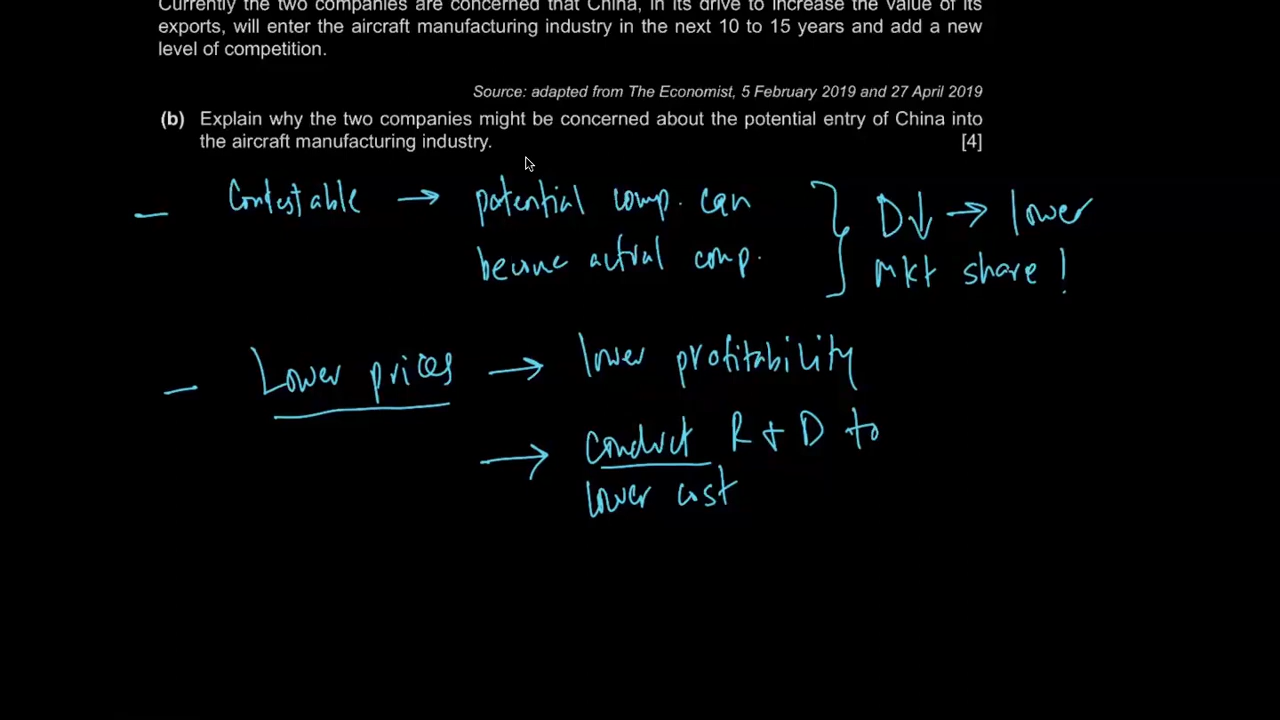 Currently the two companies are concerned that China, in its drive to increase the value of its
exports, will enter the aircraft manufacturing industry in the next 10 to 15 years and add a new
level of competition.
Source: adapted from The Economist, 5 February 2019 and 27 April 2019
(b) Explain why the two companies might be concerned about the potential entry of China into
the aircraft manufacturing industry. [4]
- Contestable → potential comp. can
become actual comp.
} D↓ → lower
mkt share !
- Lower prices → lower profitability
→ conduct R + D to
lower cost